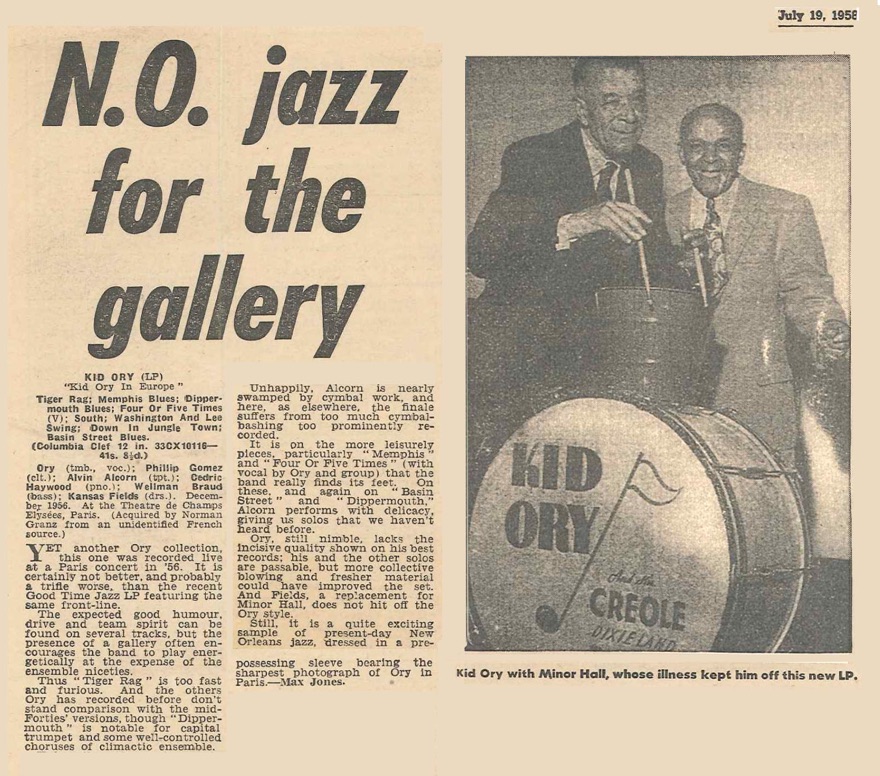 July 19, 1958
N.O. jazz
for the
gallery
KID ORY (LP)
"Kid Ory In Europe"
Tiger Rag; Memphis Blues; Dipper-
mouth Blues; Four Or Five Times
(V); South; Washington And Lee
Swing; Down In Jungle Town;
Basin Street Blues.
(Columbia Clef 12 in. 33CX10116—
41s. 8½d.)
Ory (tmb., voc.); Phillip Gomez
(clt.); Alvin Alcorn (tpt.); Cedric
Haywood (pno.); Wellman Braud
(bass); Kansas Fields (drs.). Decem-
ber 1956. At the Theatre de Champs
Elysées, Paris. (Acquired by Norman
Granz from an unidentified French
source.)
YET another Ory collection,
this one was recorded live
at a Paris concert in '56. It is
certainly not better, and probably
a trifle worse, than the recent
Good Time Jazz LP featuring the
same front-line.
The expected good humour,
drive and team spirit can be
found on several tracks, but the
presence of a gallery often en-
courages the band to play ener-
getically at the expense of the
ensemble niceties.
Thus "Tiger Rag" is too fast
and furious. And the others
Ory has recorded before don't
stand comparison with the mid-
Forties' versions, though "Dipper-
mouth" is notable for capital
trumpet and some well-controlled
choruses of climactic ensemble.
Unhappily, Alcorn is nearly
swamped by cymbal work, and
here, as elsewhere, the finale
suffers from too much cymbal-
bashing too prominently re-
corded.
It is on the more leisurely
pieces, particularly "Memphis"
and "Four Or Five Times" (with
vocal by Ory and group) that the
band really finds its feet. On
these, and again on "Basin
Street" and "Dippermouth,"
Alcorn performs with delicacy,
giving us solos that we haven't
heard before.
Ory, still nimble, lacks the
incisive quality shown on his best
records; his and the other solos
are passable, but more collective
blowing and fresher material
could have improved the set.
And Fields, a replacement for
Minor Hall, does not hit off the
Ory style.
Still, it is a quite exciting
sample of present-day New
Orleans jazz, dressed in a pre-
possessing sleeve bearing the
sharpest photograph of Ory in
Paris.—Max Jones.
KID
ORY
And His
CREOLE
DIXIELAND
Kid Ory with Minor Hall, whose illness kept him off this new LP.